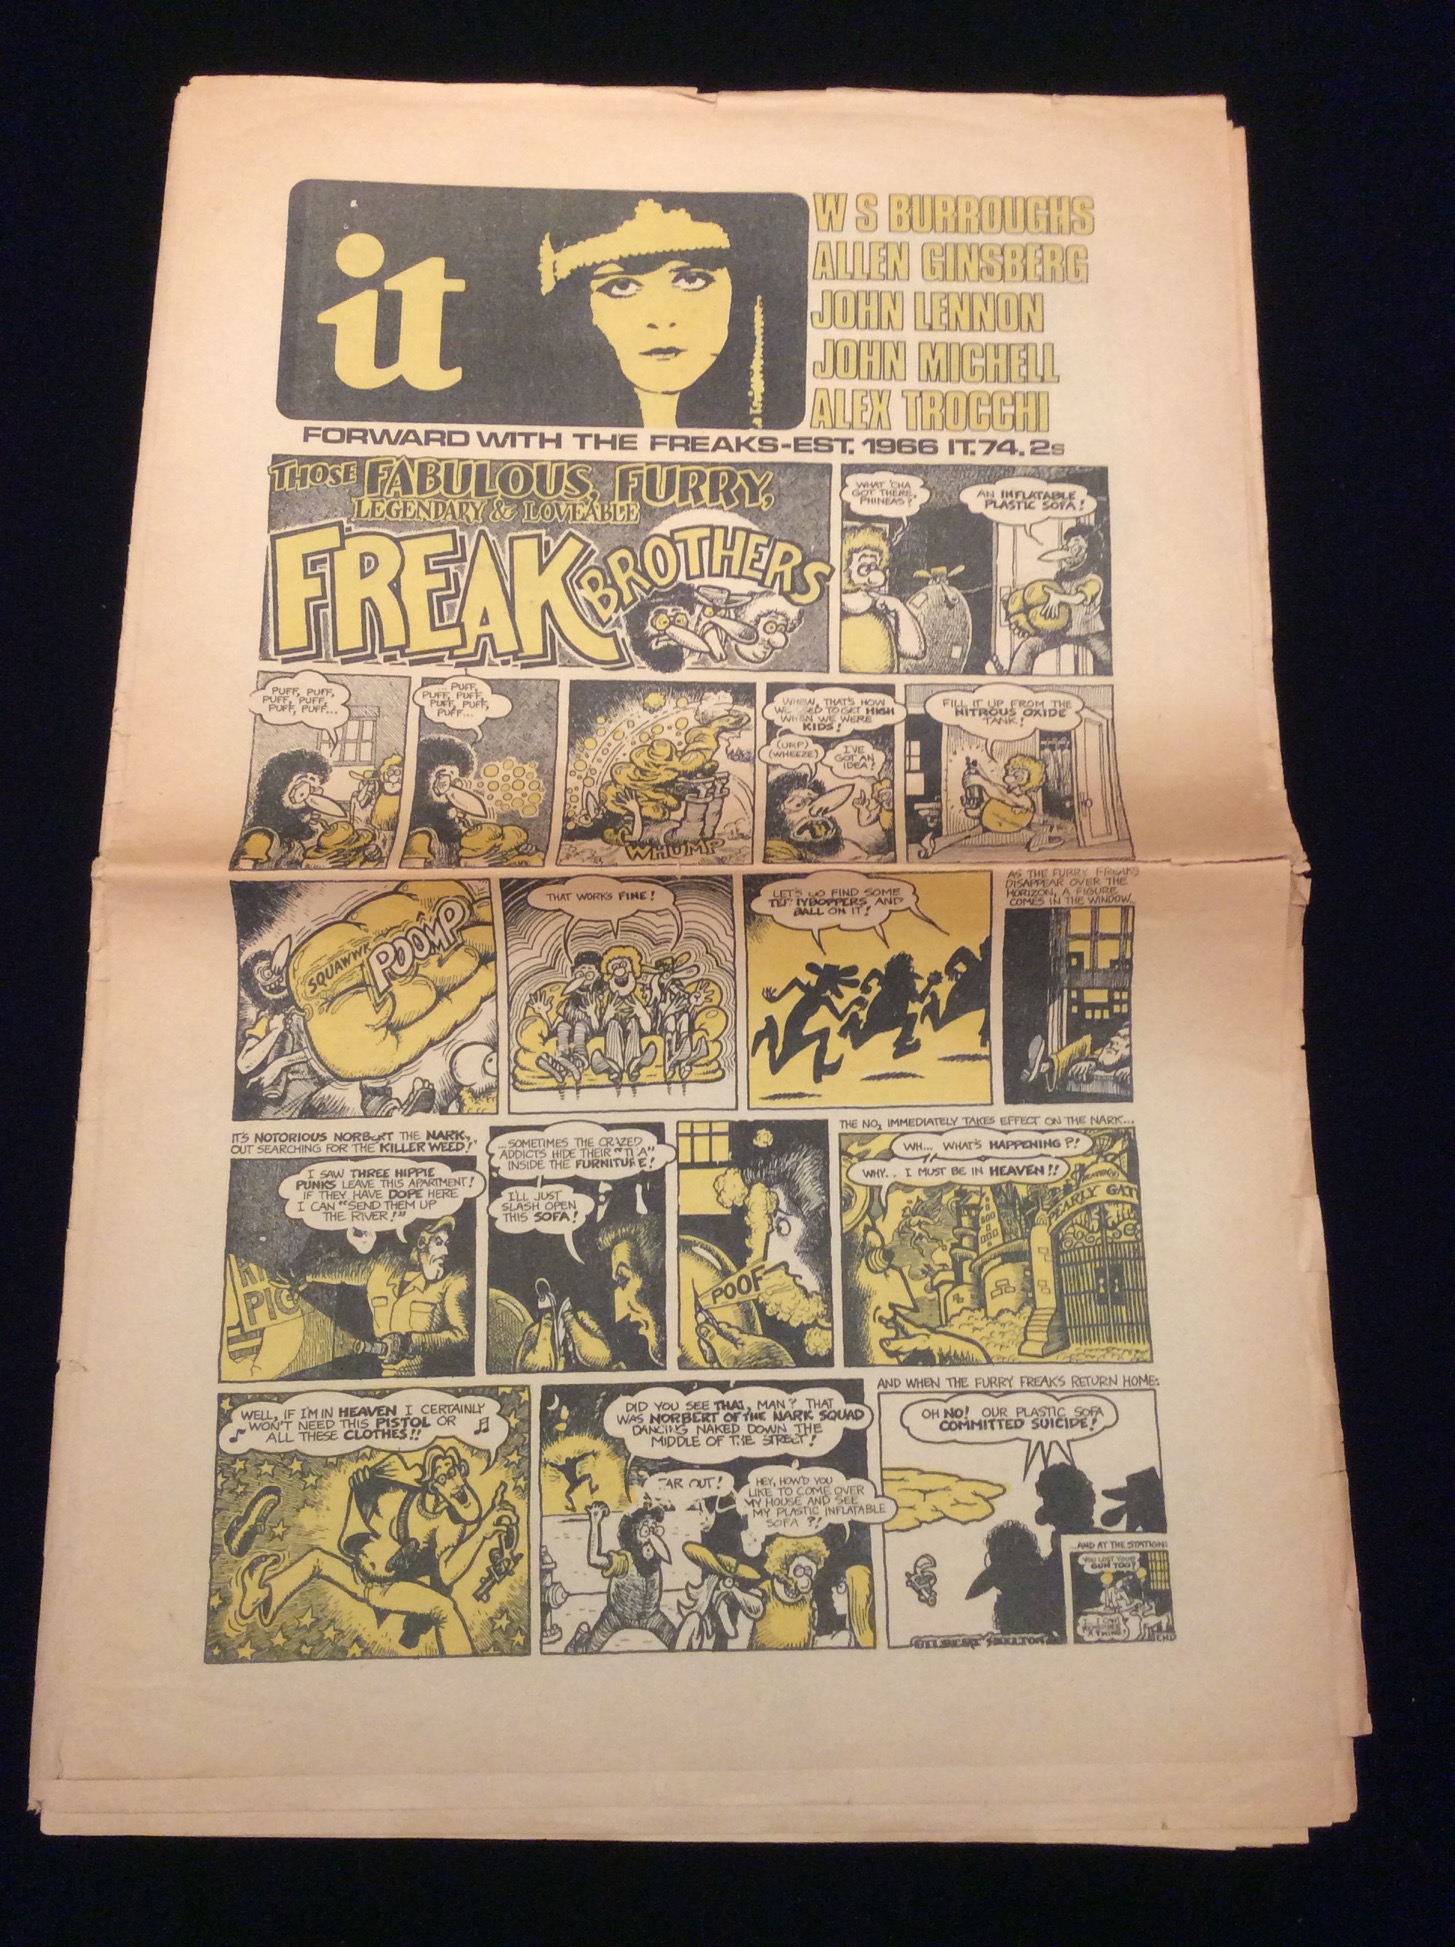 it
W S BURROUGHS
ALLEN GINSBERG
JOHN LENNON
JOHN MICHELL
ALEX TROCCHI
FORWARD WITH THE FREAKS-EST. 1966 IT.74. 2s
THOSE FABULOUS, FURRY,
LEGENDARY & LOVEABLE
FREAK BROTHERS
WHAT 'CHA
GOT THERE,
PHINEAS?
AN INFLATABLE
PLASTIC SOFA!
PUFF, PUFF,
PUFF, PUFF,
PUFF, PUFF...
... PUFF,
PUFF, PUFF,
PUFF, PUFF,
PUFF...
WHUMP
WHEW, THAT'S HOW
WE TO GET HIGH
WHEN WE WERE
KIDS!
(URP)
(WHEEZE)
I'VE
GOT AN
IDEA!
FILL IT UP FROM THE
NITROUS OXIDE
TANK!
SQUAWWK
POOMP
THAT WORKS FINE!
LET'S GO FIND SOME
AND
BALL ON IT!
AS THE FURRY FREAKS
DISAPPEAR OVER THE
HORIZON, A FIGURE
COMES IN THE WINDOW...
IT'S NOTORIOUS NORBERT THE NARK,
OUT SEARCHING FOR THE KILLER WEED!
I SAW THREE HIPPIE
PUNKS LEAVE THIS APARTMENT!
IF THEY HAVE DOPE HERE
I CAN "SEND THEM UP
THE RIVER!"
PIG
...SOMETIMES THE CRAZED
ADDICTS HIDE THEIR
INSIDE THE FURNITURE!
I'LL JUST
SLASH OPEN
THIS SOFA!
POOF
THE NO₂ IMMEDIATELY TAKES EFFECT ON THE NARK...
WH... WHAT'S HAPPENING?!
WHY... I MUST BE IN HEAVEN!!
PEARLY GAT
WELL, IF I'M IN HEAVEN I CERTAINLY
WON'T NEED THIS PISTOL OR
ALL THESE CLOTHES!!
DID YOU SEE THAT, MAN? THAT
WAS NORBERT OF THE NARK SQUAD
DANCING NAKED DOWN THE
MIDDLE OF THE STREET!
FAR OUT!
HEY, HOW'D YOU
LIKE TO COME OVER
MY HOUSE AND SEE
MY PLASTIC INFLATABLE
SOFA?!
AND WHEN THE FURRY FREAKS RETURN HOME:
OH NO! OUR PLASTIC SOFA
COMMITTED SUICIDE!
GILBERT SHELTON
...AND AT THE STATION:
YOU LOST YOUR
GUN TOO?
I... I CAN'T
REMEMBER
A THING!
END